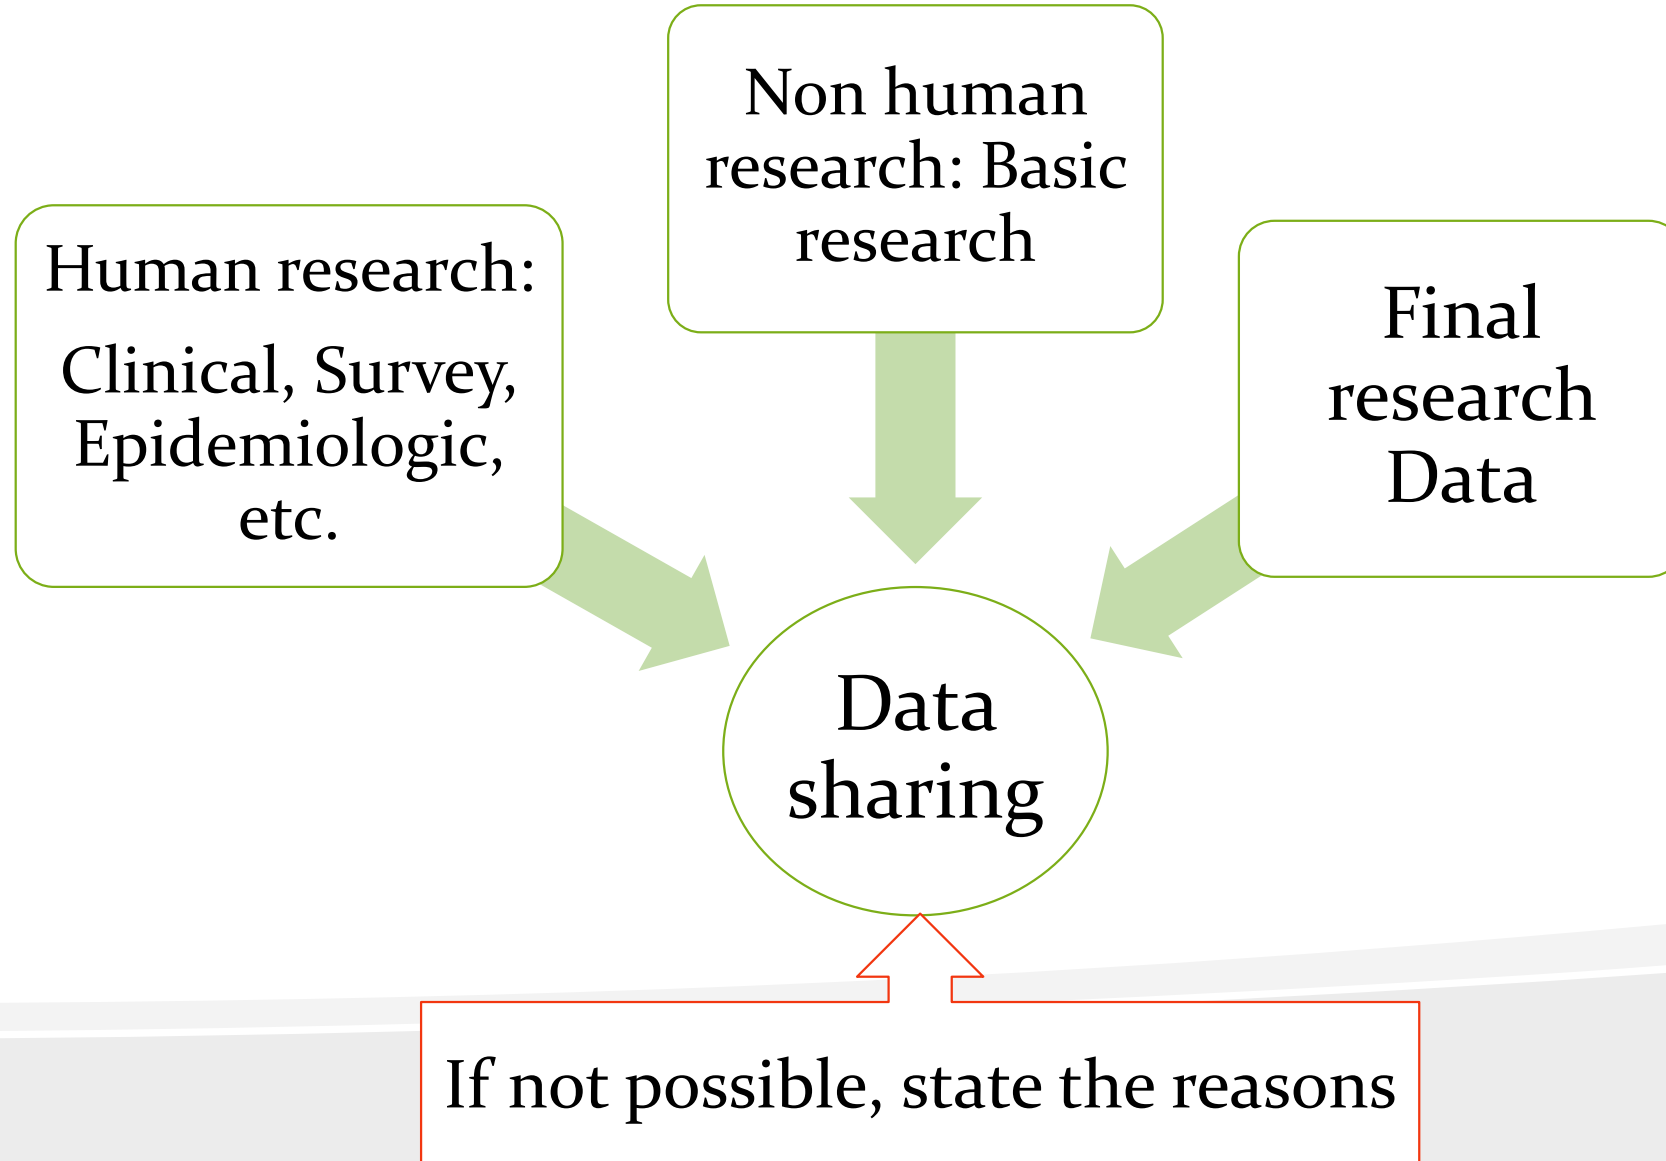 Non human
research: Basic
research
Human research:
Clinical, Survey,
Epidemiologic,
etc.
Final
research
Data
Data
sharing
If not possible, state the reasons